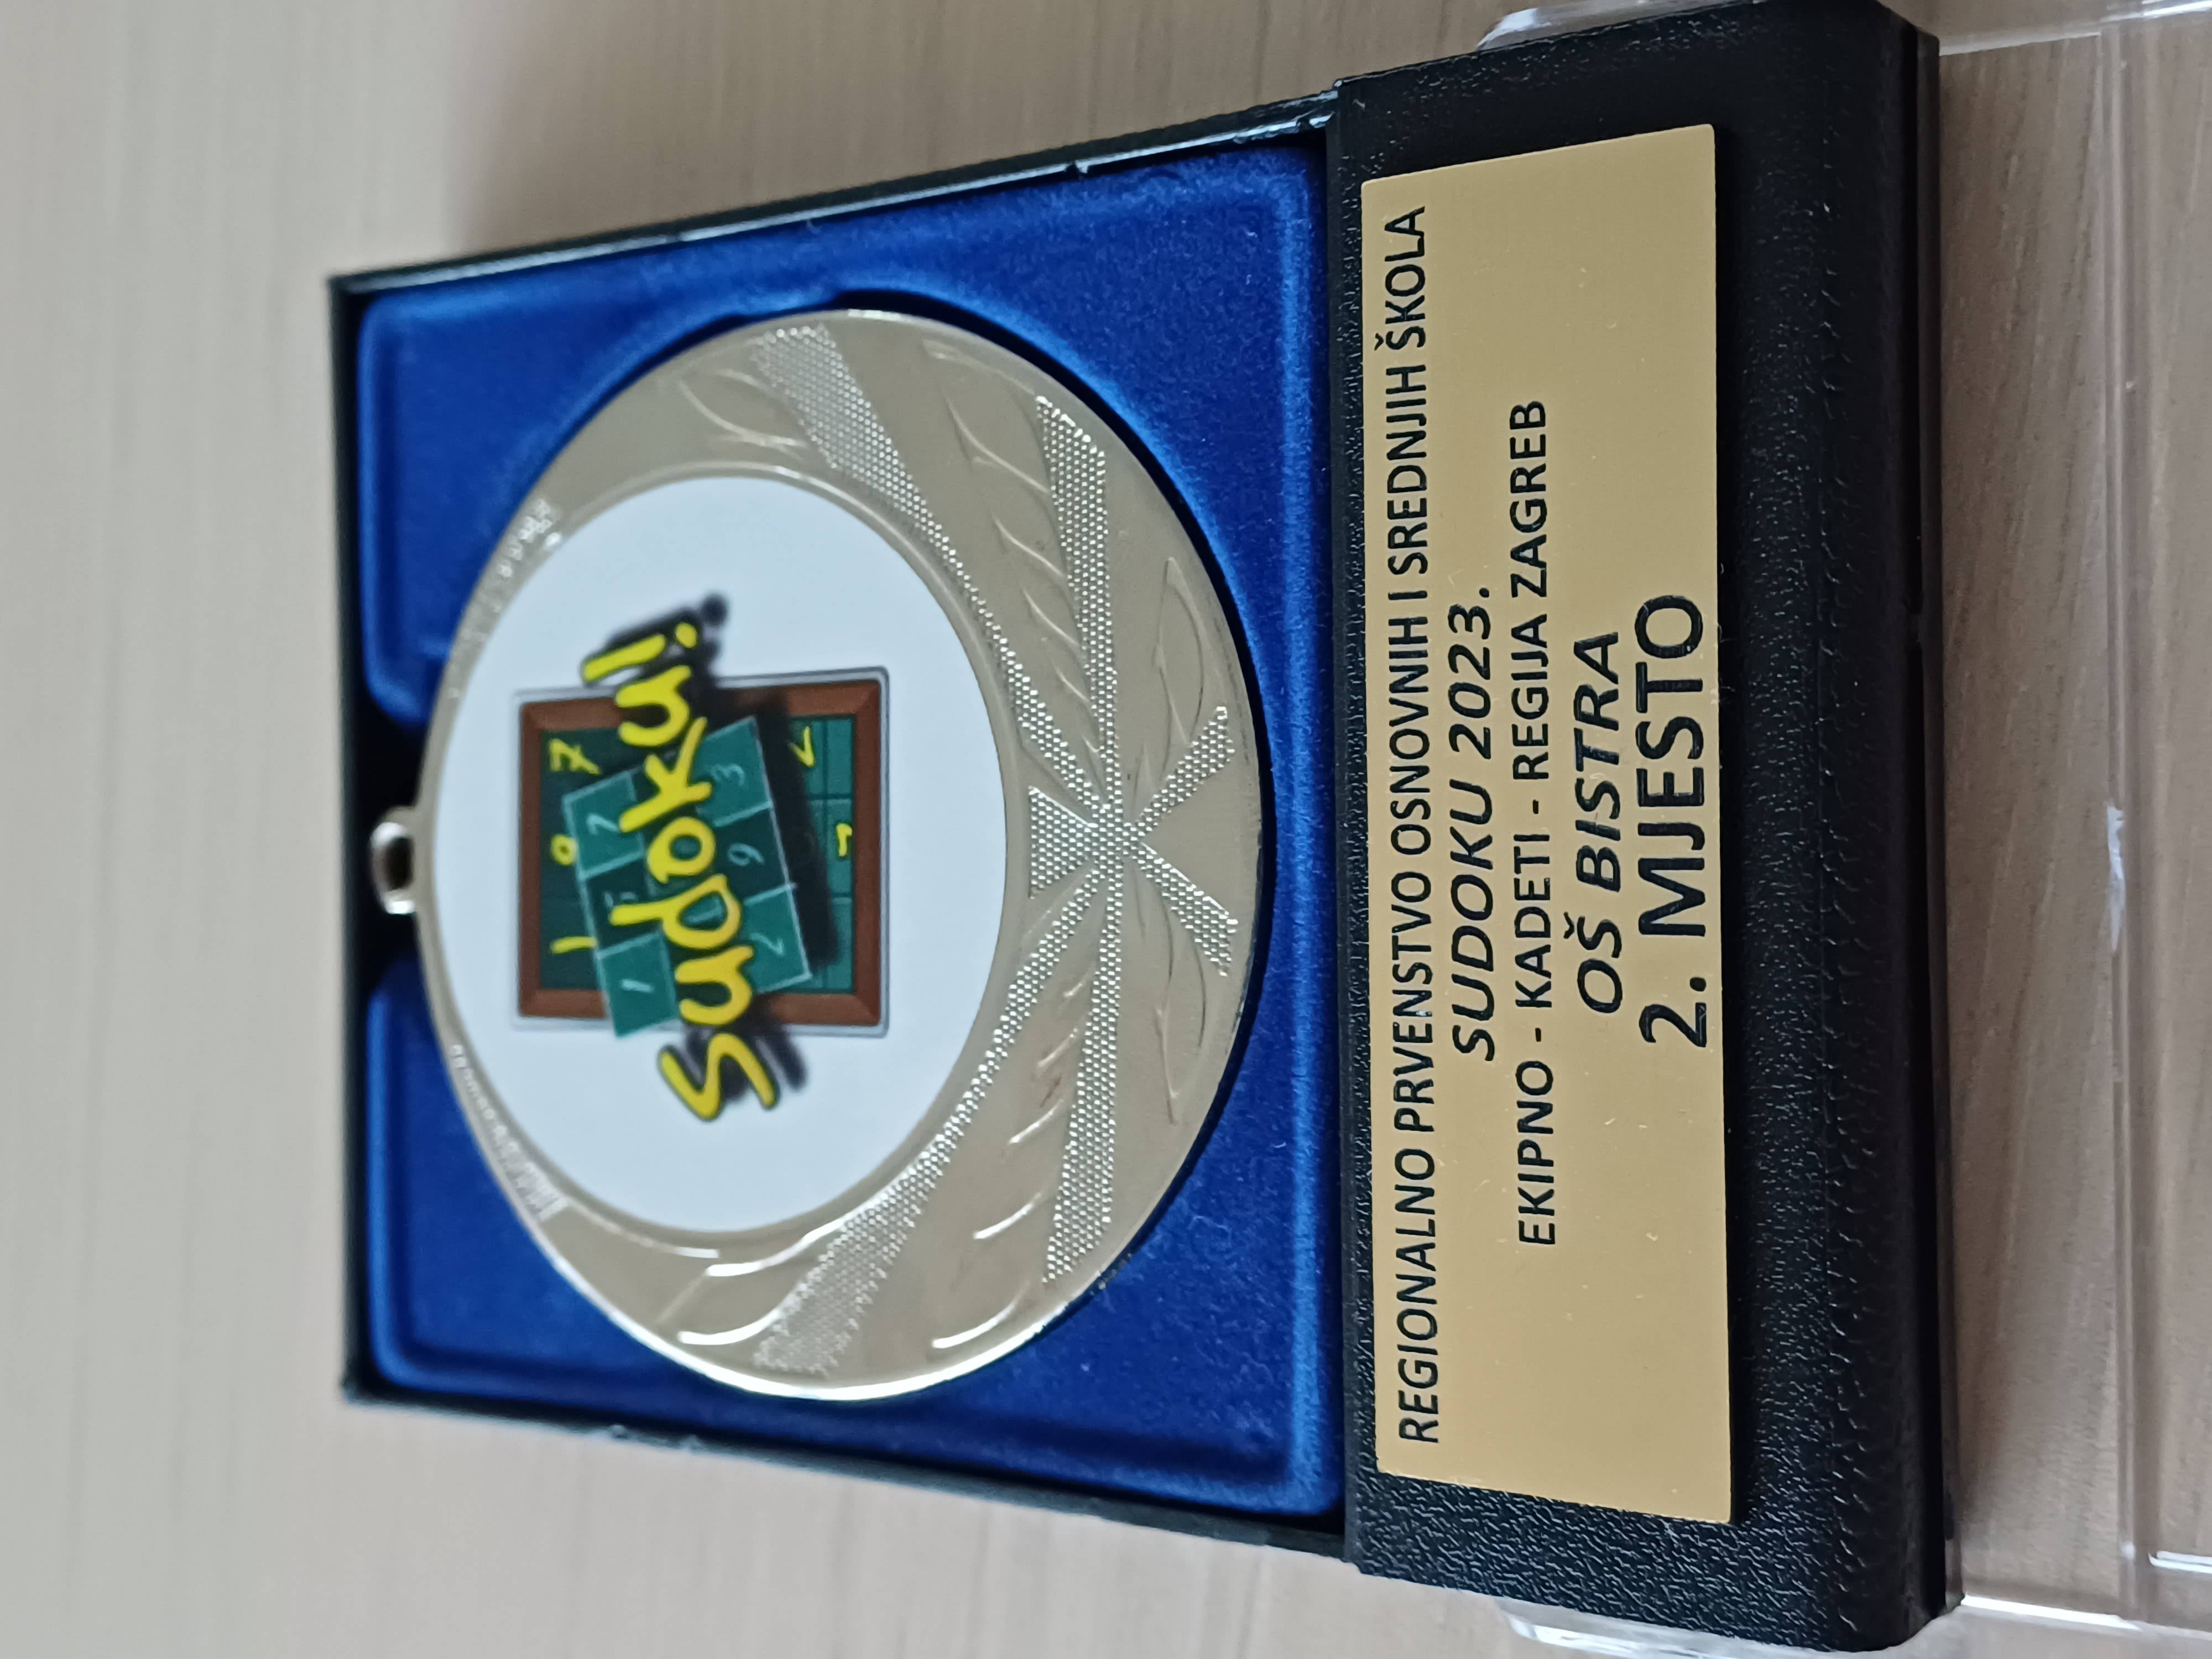 sudoku!
REGIONALNO PRVENSTVO OSNOVNIH I SREDNJIH ŠKOLA
SUDOKU 2023.
EKIPNO - KADETI - REGIJA ZAGREB
OŠ BISTRA
2. MJESTO